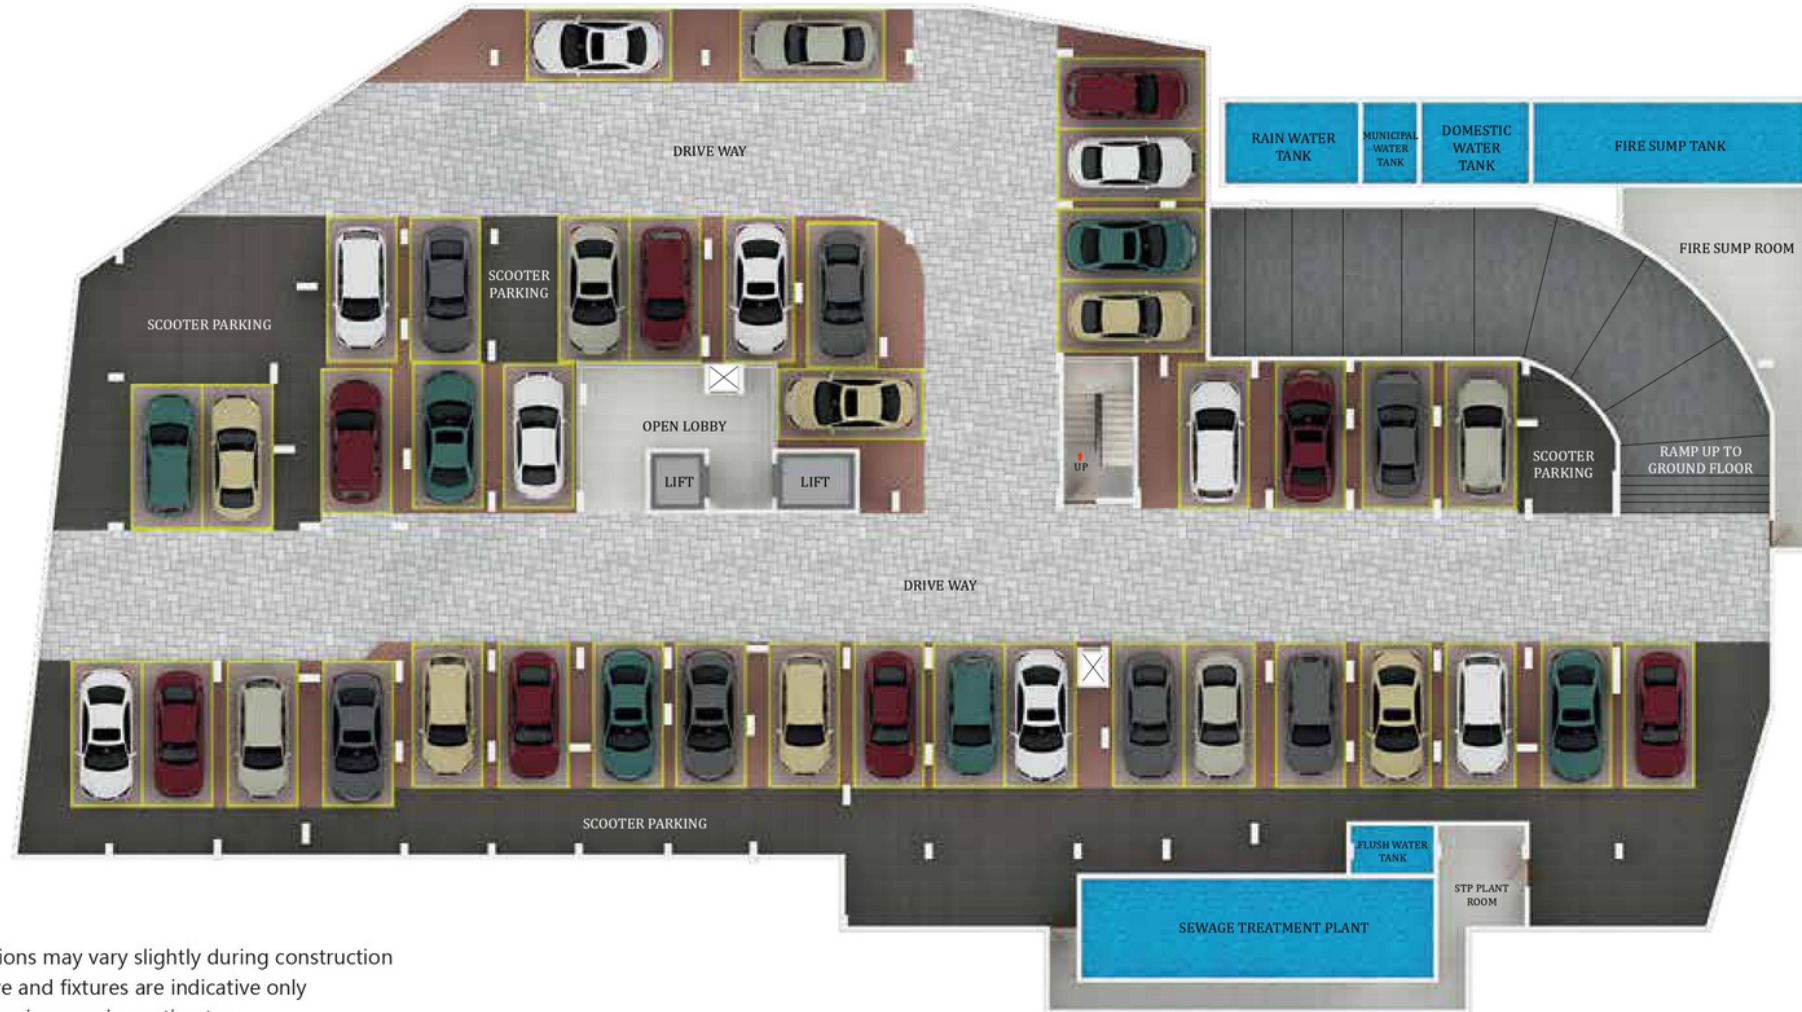 DRIVE WAY
RAIN WATER
TANK
MUNICIPAL
WATER
TANK
DOMESTIC
WATER
TANK
FIRE SUMP TANK
FIRE SUMP ROOM
SCOOTER
PARKING
SCOOTER PARKING
OPEN LOBBY
LIFT
LIFT
UP
SCOOTER
PARKING
RAMP UP TO
GROUND FLOOR
DRIVE WAY
SCOOTER PARKING
FLUSH WATER
TANK
STP PLANT
ROOM
SEWAGE TREATMENT PLANT
may vary slightly during construction
and fixtures are indicative only